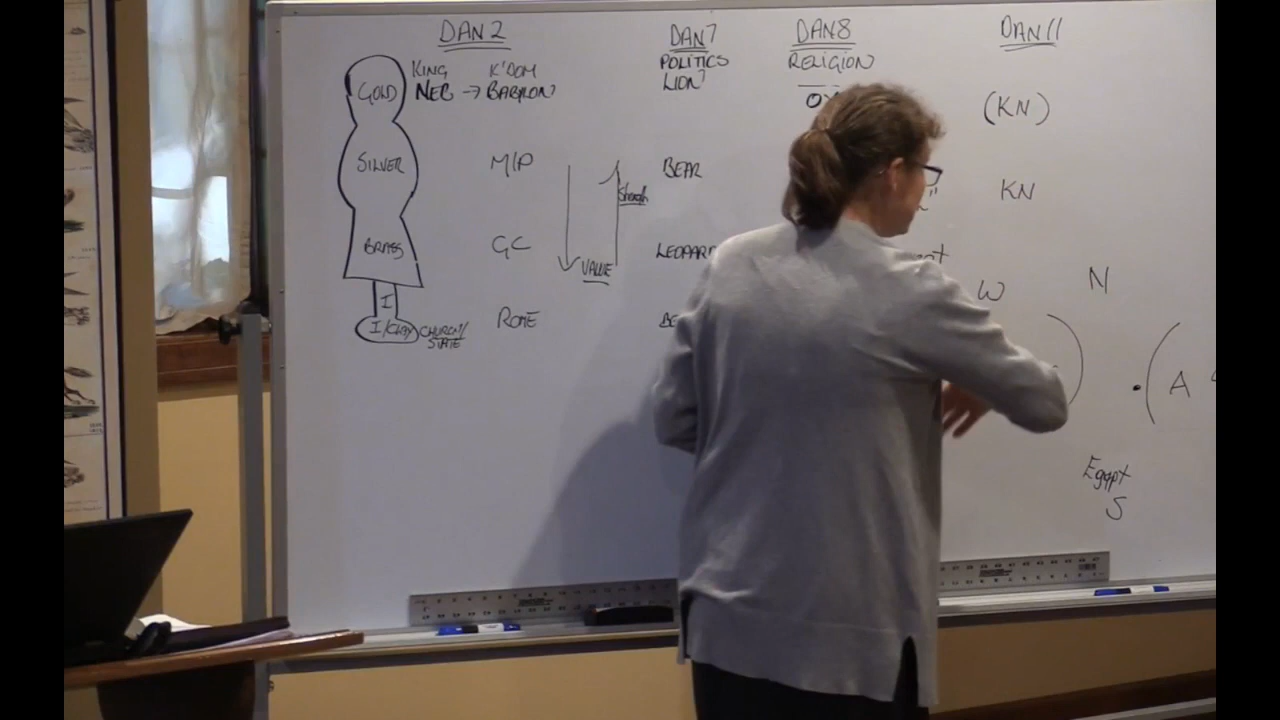 DAN 2
DAN 7
DAN 8
DAN 11
KING K'DOM
POLITICS
RELIGION
GOLD
NEB → BABYLON
LION
(KN)
SILVER
M/P
BEAR
KN
Strength
BRASS
GC
VALUE
LEOPARD
W
N
I
I/CLAY
CHURCH/
STATE
ROME
A
Egypt
S